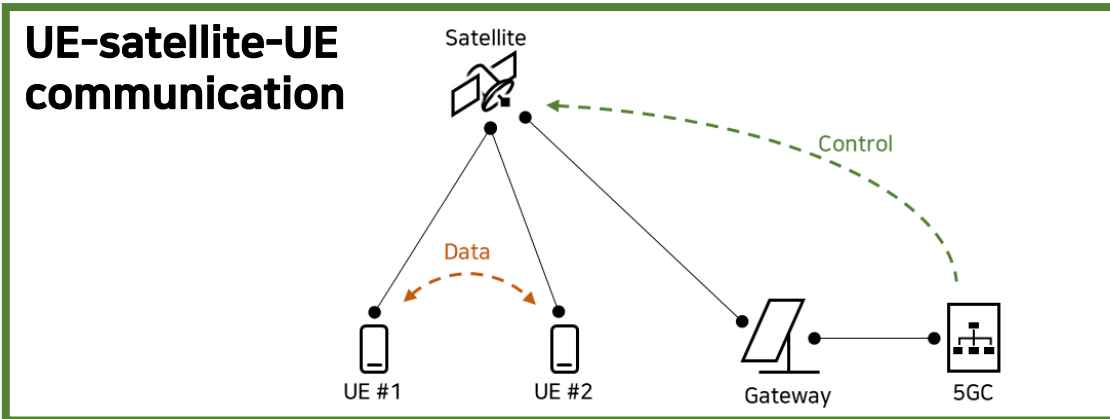 UE-satellite-UE
communication
Satellite
Control
Data
UE #1
UE #2
Gateway
5GC